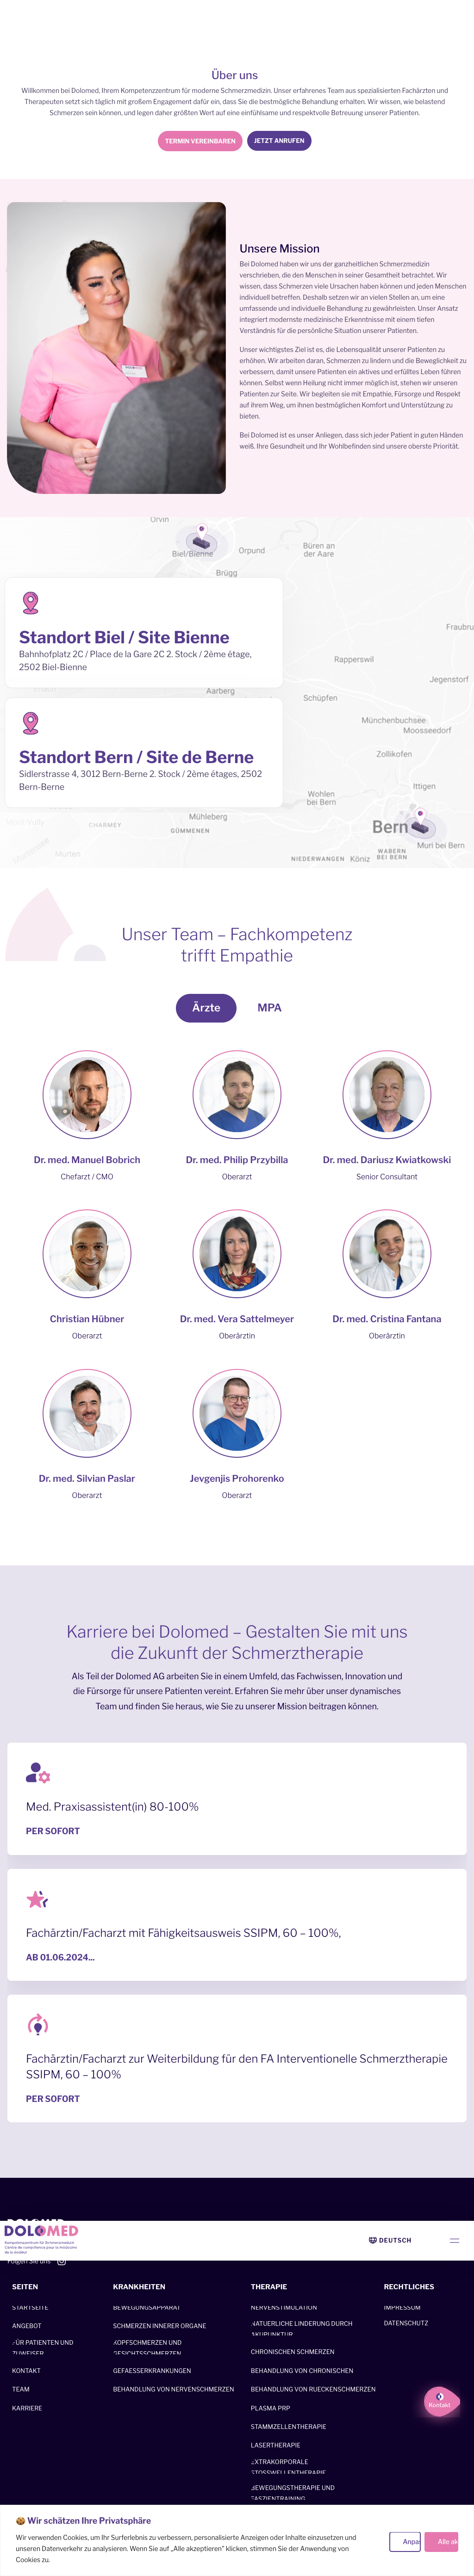 Über uns
Willkommen bei Dolomed, Ihrem Kompetenzzentrum für moderne Schmerzmedizin. Unser erfahrenes Team aus spezialisierten Fachärzten und
Therapeuten setzt sich täglich mit großem Engagement dafür ein, dass Sie die bestmögliche Behandlung erhalten. Wir wissen, wie belastend
Schmerzen sein können, und legen daher größten Wert auf eine einfühlsame und respektvolle Betreuung unserer Patienten.
TERMIN VEREINBAREN
JETZT ANRUFEN
Unsere Mission
Bei Dolomed haben wir uns der ganzheitlichen Schmerzmedizin
verschrieben, die den Menschen in seiner Gesamtheit betrachtet. Wir
wissen, dass Schmerzen viele Ursachen haben können und jeden Menschen
individuell betreffen. Deshalb setzen wir an vielen Stellen an, um eine
umfassende und individuelle Behandlung zu gewährleisten. Unser Ansatz
integriert modernste medizinische Erkenntnisse mit einem tiefen
Verständnis für die persönliche Situation unserer Patienten.
Unser wichtigstes Ziel ist es, die Lebensqualität unserer Patienten zu
erhöhen. Wir arbeiten daran, Schmerzen zu lindern und die Beweglichkeit zu
verbessern, damit unsere Patienten ein aktives und erfülltes Leben führen
können. Selbst wenn Heilung nicht immer möglich ist, stehen wir unseren
Patienten zur Seite. Wir begleiten sie mit Empathie, Fürsorge und Respekt
auf ihrem Weg, um ihnen bestmöglichen Komfort und Unterstützung zu
bieten.
Bei Dolomed ist es unser Anliegen, dass sich jeder Patient in guten Händen
weiß. Ihre Gesundheit und Ihr Wohlbefinden sind unsere oberste Priorität.
Orvin
Biel/Bienne
Orpund
Büren an
der Aare
Brügg
Standort Biel / Site Bienne
Bahnhofplatz 2C / Place de la Gare 2C 2. Stock / 2ème étage,
2502 Biel-Bienne
Fraubru
Rapperswil
Jegenstorf
Aarberg
Schüpfen
Standort Bern / Site de Berne
Sidlerstrasse 4, 3012 Bern-Berne 2. Stock / 2ème étages, 2502
Bern-Berne
Münchenbuchsee
Moosseedorf
Zollikofen
Ittigen
Wohlen
bei Bern
Mühleberg
CHARMEY
GÜMMENEN
Bern
Muri bei Bern
WABERN
BEI BERN
Murten
NIEDERWANGEN
Köniz
Unser Team – Fachkompetenz
trifft Empathie
Ärzte
MPA
Dr. med. Manuel Bobrich
Chefarzt / CMO
Dr. med. Philip Przybilla
Oberarzt
Dr. med. Dariusz Kwiatkowski
Senior Consultant
Christian Hübner
Oberarzt
Dr. med. Vera Sattelmeyer
Oberärztin
Dr. med. Cristina Fantana
Oberärztin
Dr. med. Silvian Paslar
Oberarzt
Jevgenjis Prohorenko
Oberarzt
Karriere bei Dolomed – Gestalten Sie mit uns
die Zukunft der Schmerztherapie
Als Teil der Dolomed AG arbeiten Sie in einem Umfeld, das Fachwissen, Innovation und
die Fürsorge für unsere Patienten vereint. Erfahren Sie mehr über unser dynamisches
Team und finden Sie heraus, wie Sie zu unserer Mission beitragen können.
Med. Praxisassistent(in) 80-100%
PER SOFORT
Fachärztin/Facharzt mit Fähigkeitsausweis SSIPM, 60 – 100%,
AB 01.06.2024...
Fachärztin/Facharzt zur Weiterbildung für den FA Interventionelle Schmerztherapie
SSIPM, 60 – 100%
PER SOFORT
DOLOMED
Kompetenzzentrum für Schmerzmedizin
Centre de compétence pour la médecine
de la douleur
DEUTSCH
Folgen Sie uns
SEITEN
STARTSEITE
ANGEBOT
FÜR PATIENTEN UND
ZUWEISER
KONTAKT
TEAM
KARRIERE
KRANKHEITEN
BEWEGUNGSAPPARAT
SCHMERZEN INNERER ORGANE
KOPFSCHMERZEN UND
GESICHTSSCHMERZEN
GEFAESSERKRANKUNGEN
BEHANDLUNG VON NERVENSCHMERZEN
THERAPIE
NERVENSTIMULATION
NATUERLICHE LINDERUNG DURCH
AKUPUNKTUR
CHRONISCHEN SCHMERZEN
BEHANDLUNG VON CHRONISCHEN
BEHANDLUNG VON RUECKENSCHMERZEN
PLASMA PRP
STAMMZELLENTHERAPIE
LASERTHERAPIE
EXTRAKORPORALE
STOSSWELLENTHERAPIE
BEWEGUNGSTHERAPIE UND
FASZIENTRAINING
RECHTLICHES
IMPRESSUM
DATENSCHUTZ
Kontakt
Wir schätzen Ihre Privatsphäre
Wir verwenden Cookies, um Ihr Surferlebnis zu verbessern, personalisierte Anzeigen oder Inhalte einzusetzen und
unseren Datenverkehr zu analysieren. Wenn Sie auf „Alle akzeptieren" klicken, stimmen Sie der Anwendung von
Cookies zu.
Anpas
Alle ak